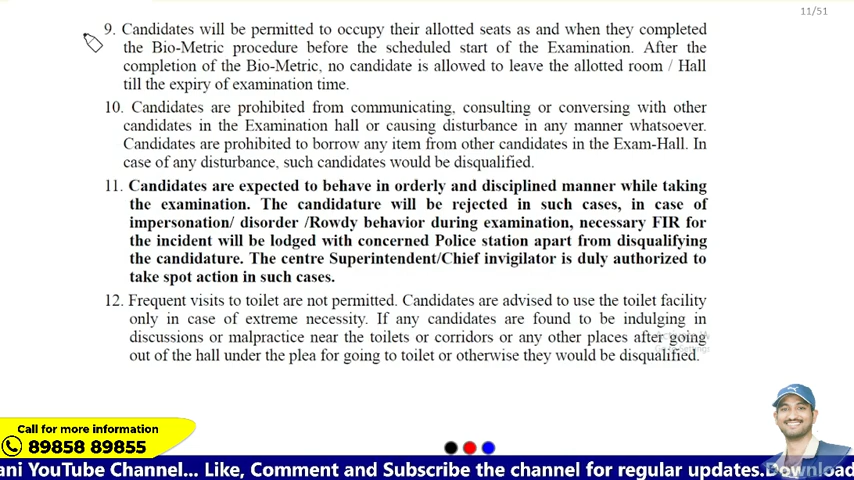 11/51
9. Candidates will be permitted to occupy their allotted seats as and when they completed
the Bio-Metric procedure before the scheduled start of the Examination. After the
completion of the Bio-Metric, no candidate is allowed to leave the allotted room / Hall
till the expiry of examination time.
10. Candidates are prohibited from communicating, consulting or conversing with other
candidates in the Examination hall or causing disturbance in any manner whatsoever.
Candidates are prohibited to borrow any item from other candidates in the Exam-Hall. In
case of any disturbance, such candidates would be disqualified.
11. Candidates are expected to behave in orderly and disciplined manner while taking
the examination. The candidature will be rejected in such cases, in case of
impersonation/ disorder /Rowdy behavior during examination, necessary FIR for
the incident will be lodged with concerned Police station apart from disqualifying
the candidature. The centre Superintendent/Chief invigilator is duly authorized to
take spot action in such cases.
12. Frequent visits to toilet are not permitted. Candidates are advised to use the toilet facility
only in case of extreme necessity. If any candidates are found to be indulging in
discussions or malpractice near the toilets or corridors or any other places after going
out of the hall under the plea for going to toilet or otherwise they would be disqualified.
Call for more information
89858 89855
ani YouTube Channel... Like, Comment and Subscribe the channel for regular updates.Download